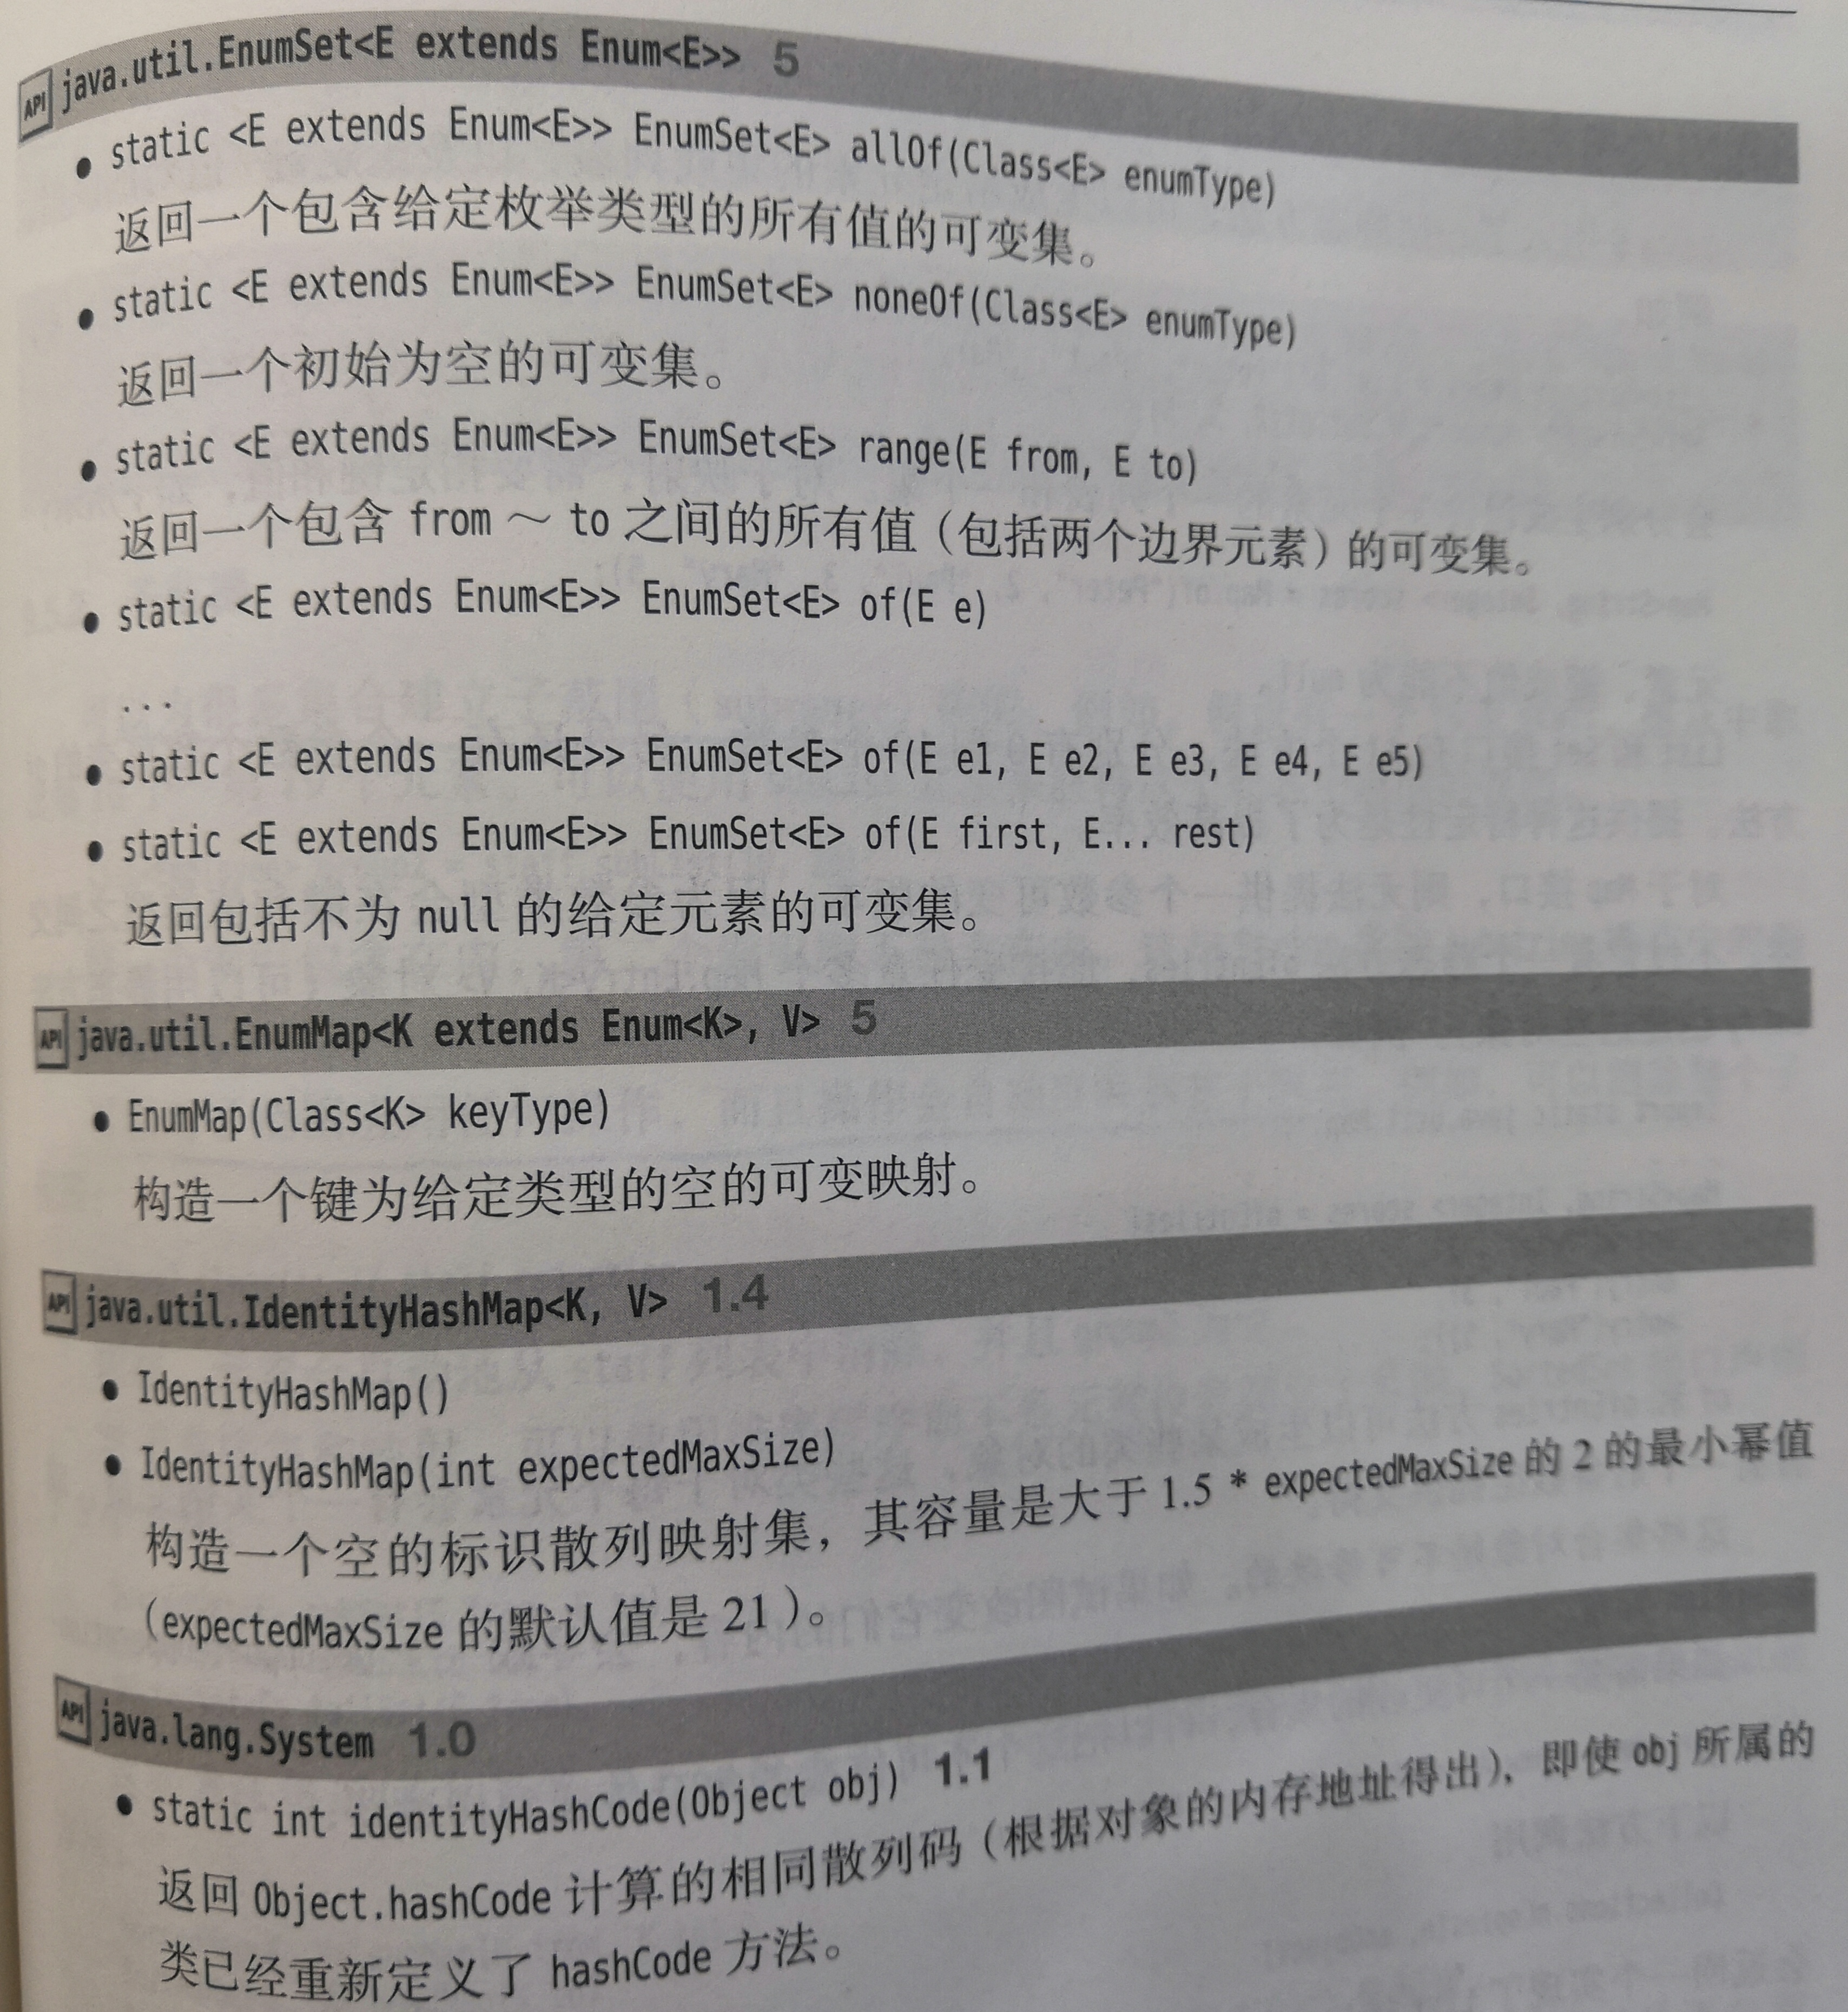 API java.util.EnumSet<E extends Enum<E>> 5
• static <E extends Enum<E>> EnumSet<E> allOf(Class<E> enumType)
返回一个包含给定枚举类型的所有值的可变集。
• static <E extends Enum<E>> EnumSet<E> noneOf(Class<E> enumType)
返回一个初始为空的可变集。
• static <E extends Enum<E>> EnumSet<E> range(E from, E to)
返回一个包含 from ～ to 之间的所有值（包括两个边界元素）的可变集。
• static <E extends Enum<E>> EnumSet<E> of(E e)
...
• static <E extends Enum<E>> EnumSet<E> of(E e1, E e2, E e3, E e4, E e5)
• static <E extends Enum<E>> EnumSet<E> of(E first, E... rest)
返回包括不为 null 的给定元素的可变集。
API java.util.EnumMap<K extends Enum<K>, V> 5
• EnumMap(Class<K> keyType)
构造一个键为给定类型的空的可变映射。
API java.util.IdentityHashMap<K, V> 1.4
• IdentityHashMap()
• IdentityHashMap(int expectedMaxSize)
构造一个空的标识散列映射集，其容量是大于 1.5 * expectedMaxSize 的 2 的最小幂值
（expectedMaxSize 的默认值是 21）。
API java.lang.System 1.0
• static int identityHashCode(Object obj) 1.1
返回 Object.hashCode 计算的相同散列码（根据对象的内存地址得出），即使 obj 所属的
类已经重新定义了 hashCode 方法。